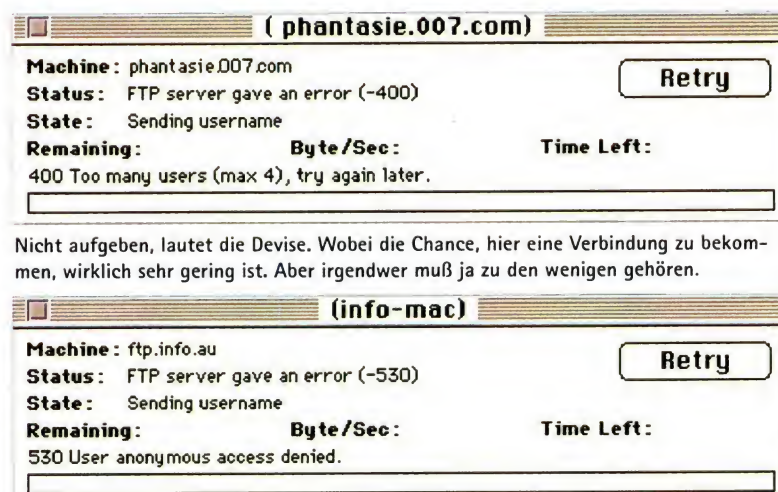 ( phantasie.007.com)
Machine: phantasie.007.com
Retry
Status: FTP server gave an error (-400)
State: Sending username
Remaining: Byte/Sec: Time Left:
400 Too many users (max 4), try again later.
Nicht aufgeben, lautet die Devise. Wobei die Chance, hier eine Verbindung zu bekom-
men, wirklich sehr gering ist. Aber irgendwer muß ja zu den wenigen gehören.
(info-mac)
Machine: ftp.info.au
Retry
Status: FTP server gave an error (-530)
State: Sending username
Remaining: Byte/Sec: Time Left:
530 User anonymous access denied.